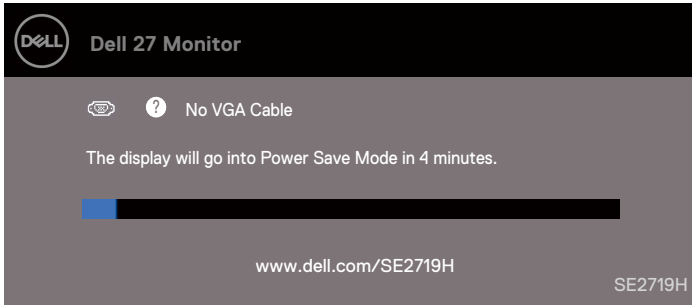 DELL
Dell 27 Monitor
? No VGA Cable
The display will go into Power Save Mode in 4 minutes.
www.dell.com/SE2719H
SE2719H